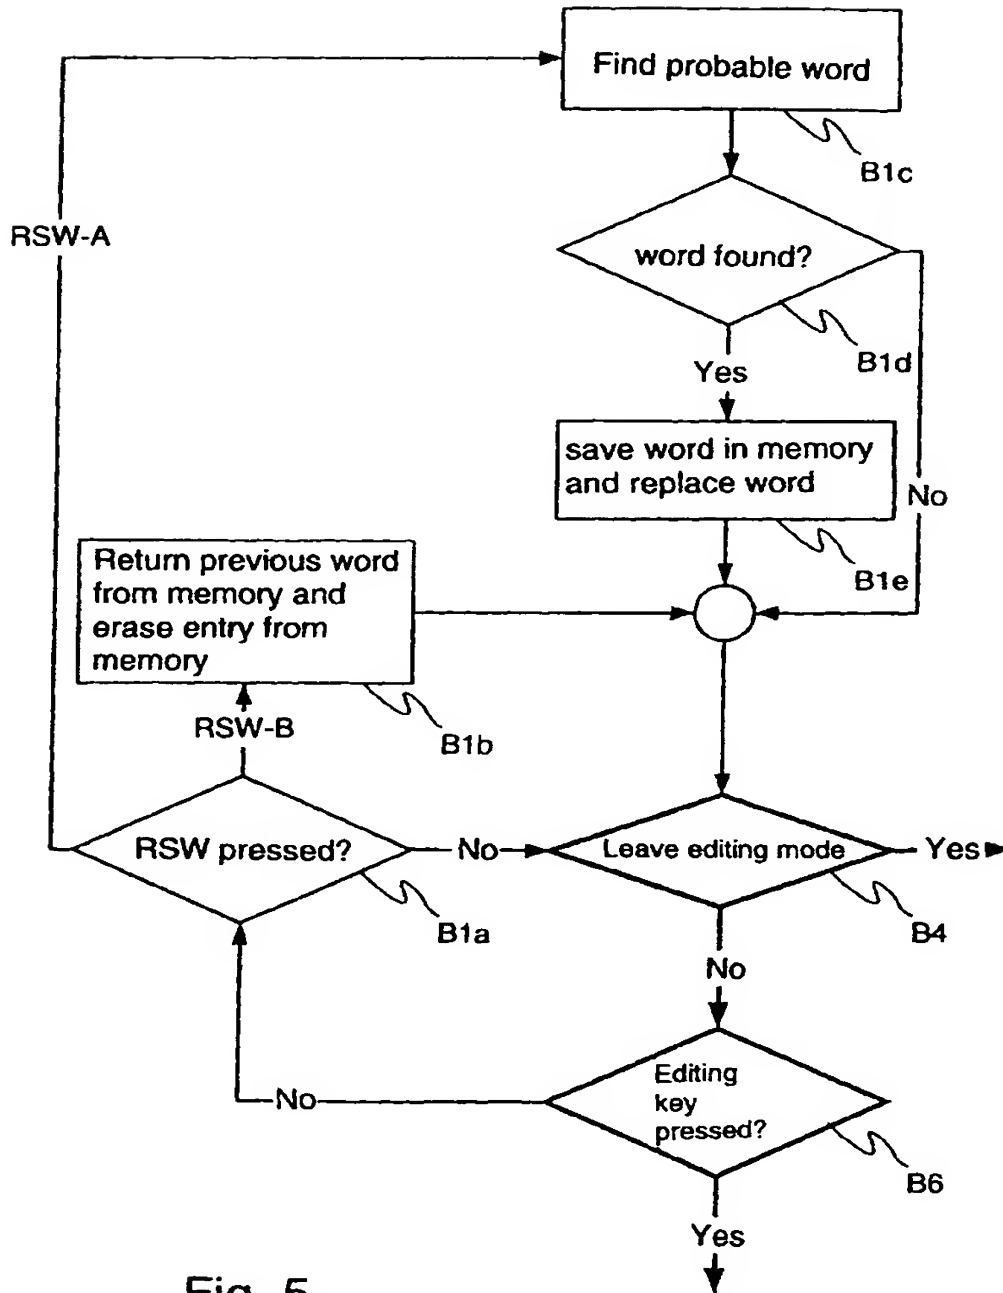 Find probable word
B1c
RSW-A
word found?
B1d
Yes
save word in memory
and replace word
No
B1e
Return previous word
from memory and
erase entry from
memory
RSW-B
B1b
RSW pressed?
No
Leave editing mode
Yes
B1a
B4
No
Editing
key
pressed?
No
B6
Yes
Fig. 5